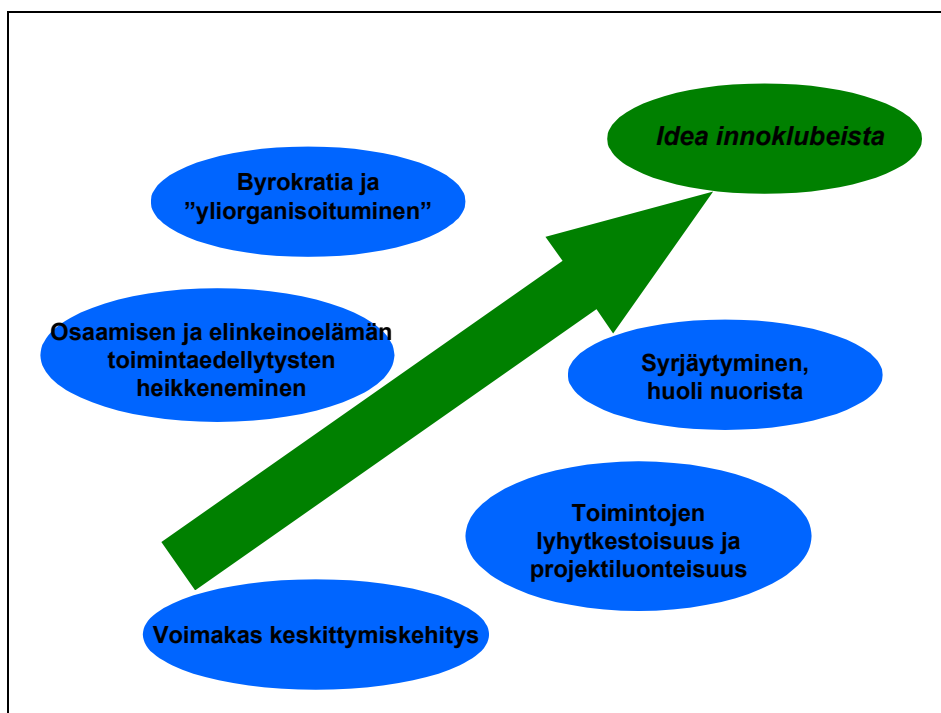 Idea innoklubeista
Byrokratia ja
”yliorganisoituminen”
Osaamisen ja elinkeinoelämän
toimintaedellytysten
heikkeneminen
Syrjäytyminen,
huoli nuorista
Toimintojen
lyhytkestoisuus ja
projektiluonteisuus
Voimakas keskittymiskehitys